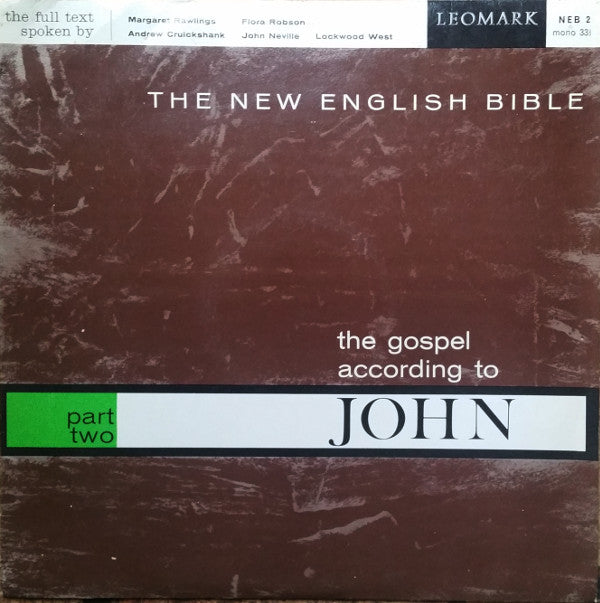 the full text
spoken by
Margaret Rawlings Flora Robson
Andrew Cruickshank John Neville Lockwood West
LEOMARK
NEB 2
mono 33⅓
THE NEW ENGLISH BIBLE
the gospel
according to
part
two
JOHN